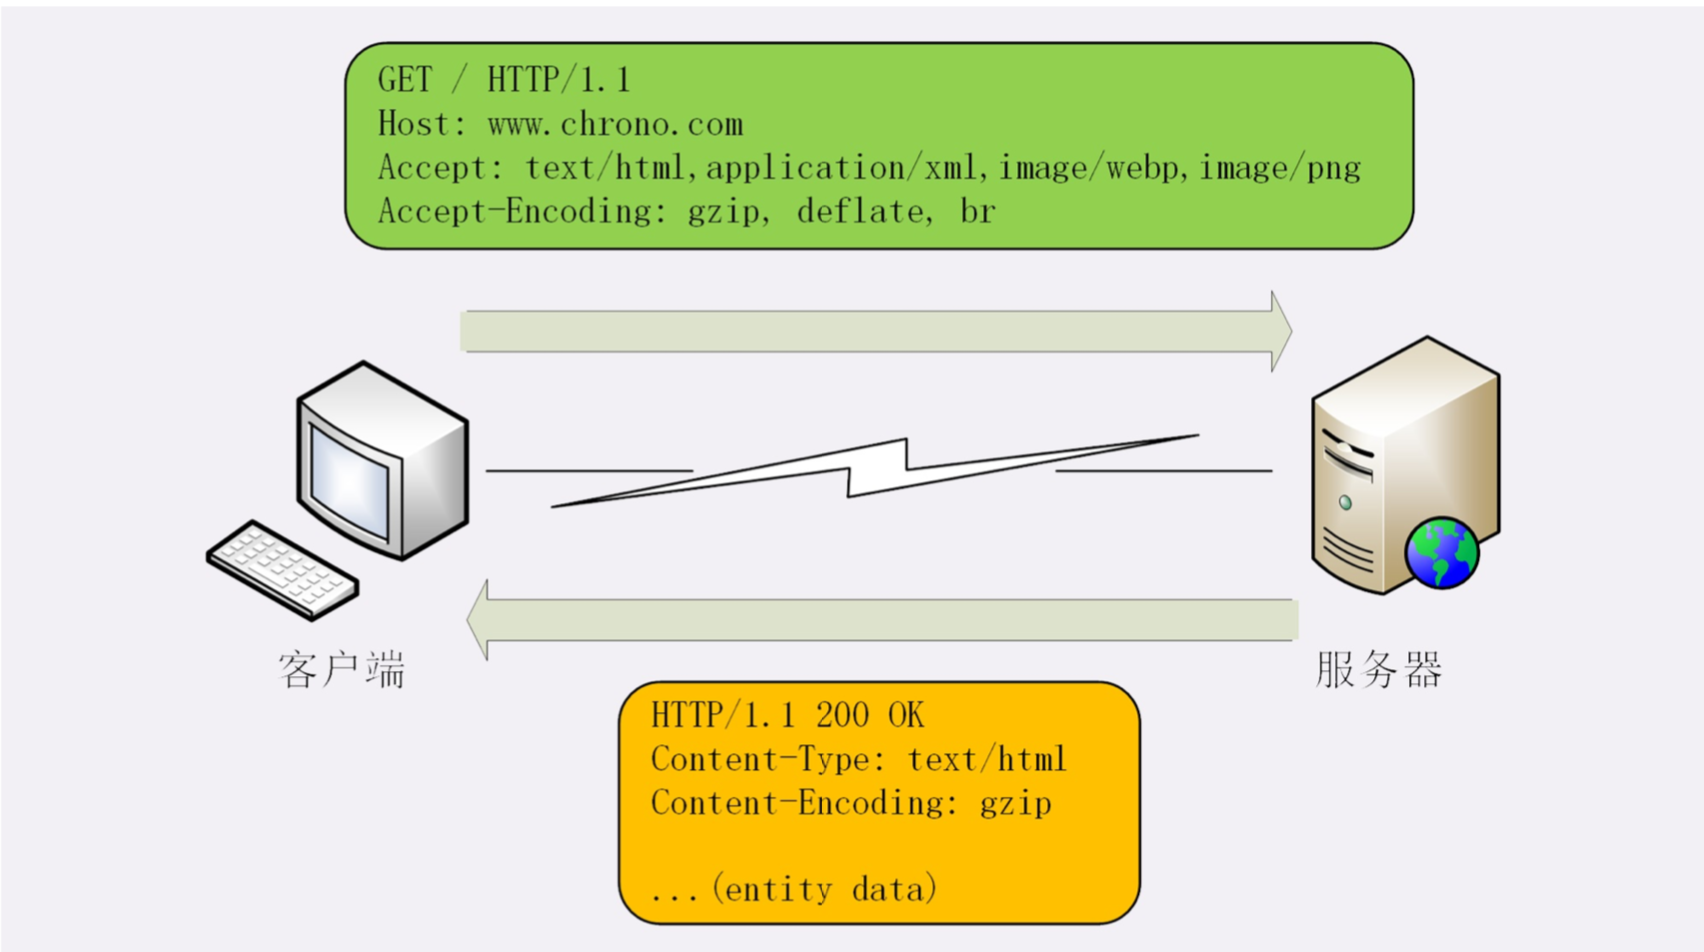 GET / HTTP/1.1
Host: www.chrono.com
Accept: text/html,application/xml,image/webp,image/png
Accept-Encoding: gzip, deflate, br
客户端
服务器
HTTP/1.1 200 OK
Content-Type: text/html
Content-Encoding: gzip
...(entity data)